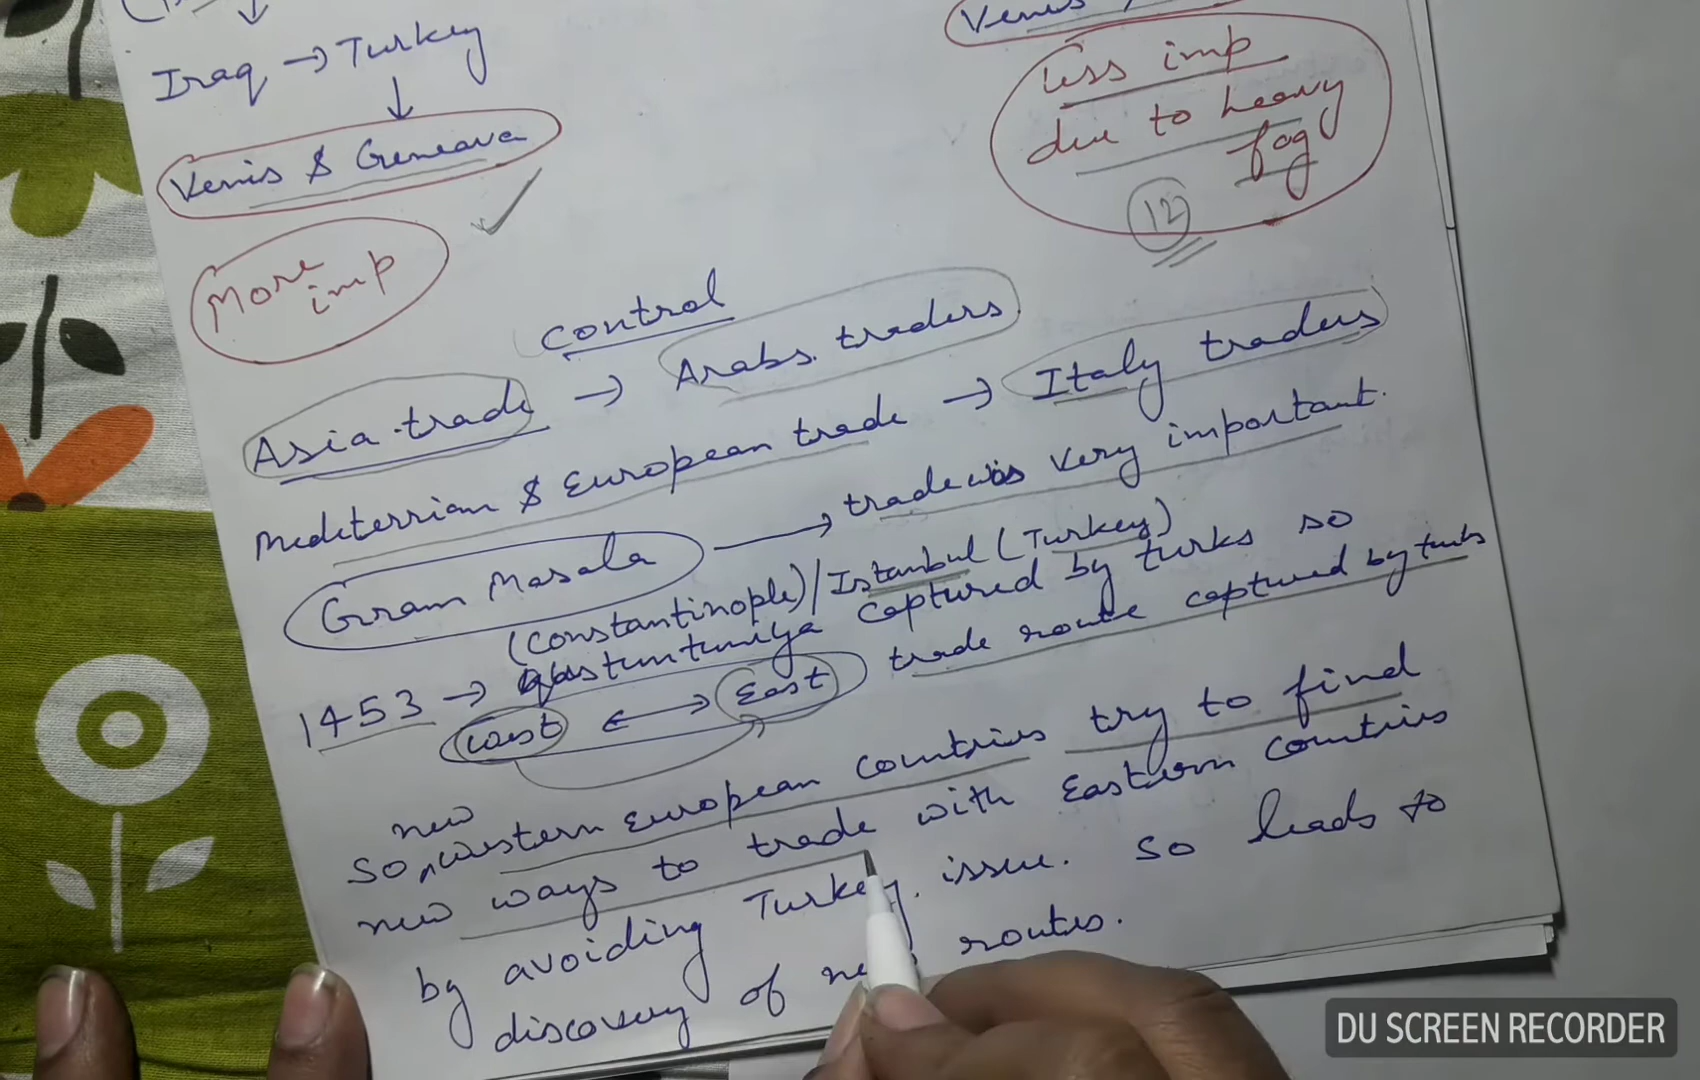 Iraq → Turkey
↓
Venis & Geneava
More
imp
Venis
less imp
due to heavy
fog
12
control
Asia trade → Arabs traders
Mediterrian & European trade → Italy traders
Gram Masala → trade was very important.
(Constantinople)/Istanbul (Turkey)
1453 → qustuntuniya captured by turks so
west ↔ East trade route captured by turks
new
So, western European countries try to find
new ways to trade with Eastern countries
by avoiding Turkey issue. So leads to
discovery of new routes.
DU SCREEN RECORDER